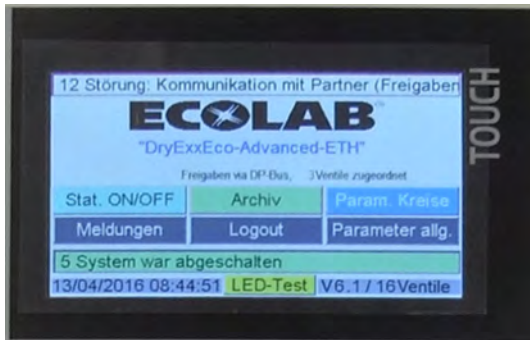 12 Störung: Kommunikation mit Partner (Freigaben
ECOLAB
"DryExxEco-Advanced-ETH"
Freigaben via DP-Bus, 3Ventile zugeordnet
Stat. ON/OFF Archiv Param. Kreise
Meldungen Logout Parameter allg.
5 System war abgeschalten
13/04/2016 08:44:51 LED-Test V6.1 / 16Ventile
TOUCH